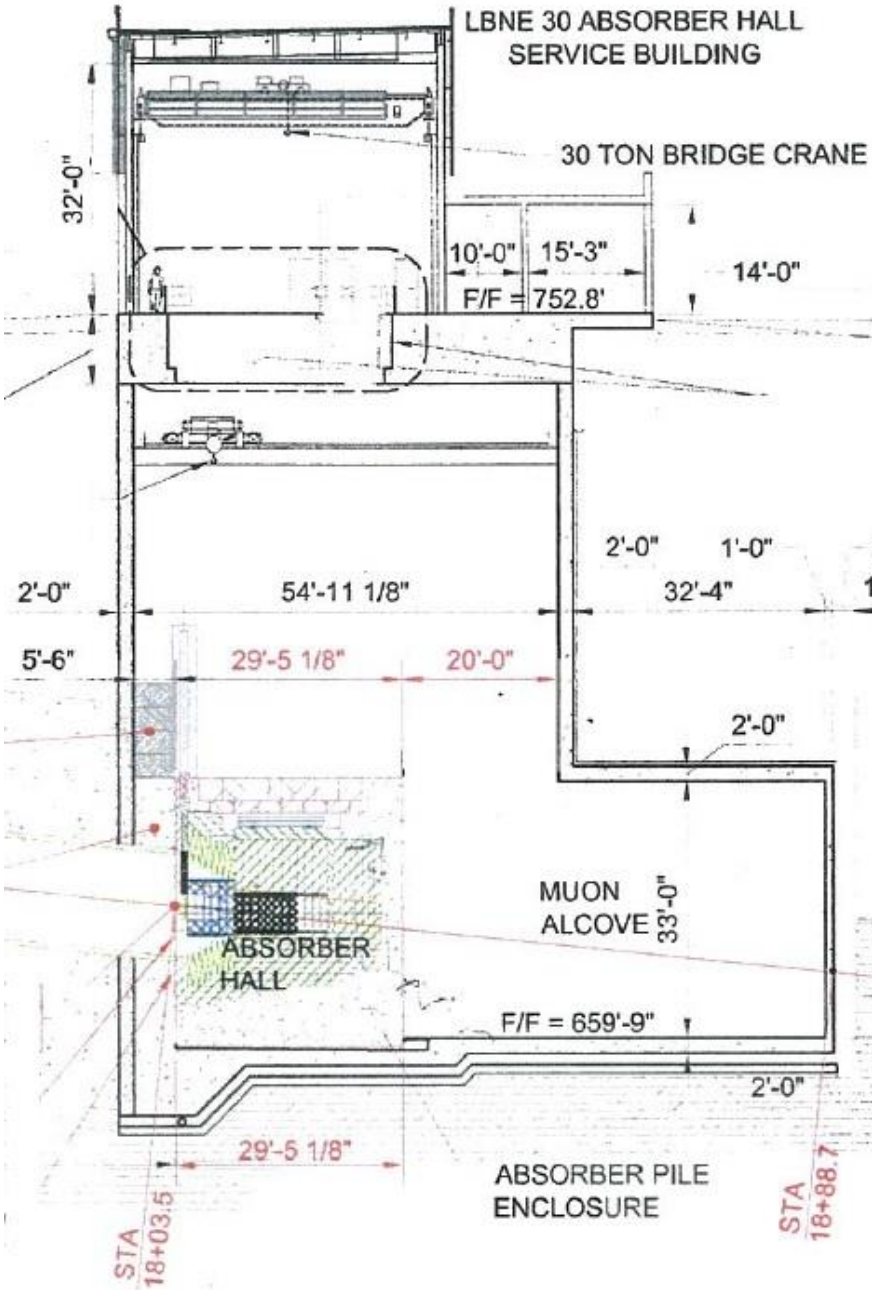 LBNE 30 ABSORBER HALL
SERVICE BUILDING
30 TON BRIDGE CRANE
32'-0"
10'-0"
15'-3"
14'-0"
F/F = 752.8'
2'-0"
1'-0"
2'-0"
54'-11 1/8"
32'-4"
5'-6"
29'-5 1/8"
20'-0"
2'-0"
MUON
ALCOVE
33'-0"
ABSORBER
HALL
F/F = 659'-9"
2'-0"
29'-5 1/8"
ABSORBER PILE
ENCLOSURE
STA
18+03.5
STA
18+88.7